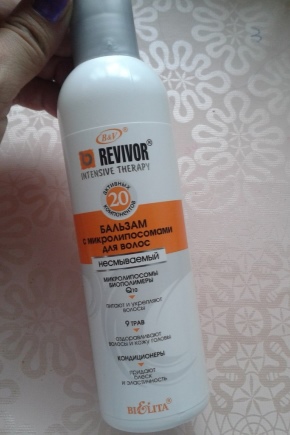 B&V
REVIVOR®
INTENSIVE THERAPY
20
АКТИВНЫХ
КОМПОНЕНТОВ
БАЛЬЗАМ
С МИКРОЛИПОСОМАМИ
ДЛЯ ВОЛОС
несмываемый
МИКРОЛИПОСОМЫ
БИОПОЛИМЕРЫ
Q10
питают и укрепляют
волосы
9 ТРАВ
оздоравливают
волосы и кожу головы
КОНДИЦИОНЕРЫ
придают
блеск
и эластичность
BIELITA®